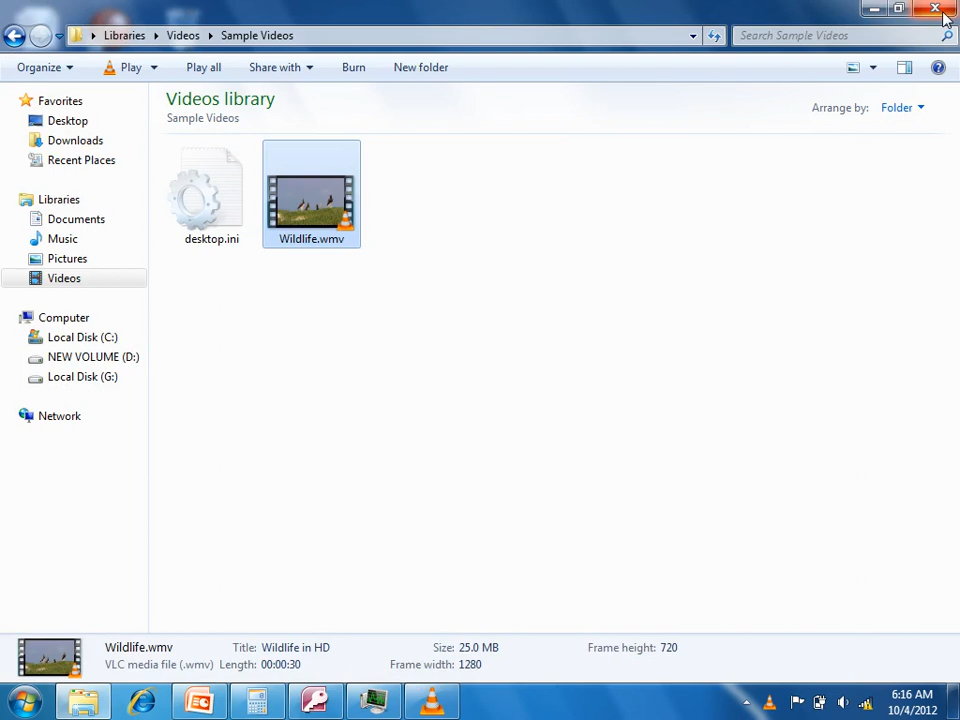 Libraries Videos Sample Videos
Search Sample Videos
Organize Play Play all Share with Burn New folder
Favorites
Desktop
Downloads
Recent Places
Libraries
Documents
Music
Pictures
Videos
Computer
Local Disk (C:)
NEW VOLUME (D:)
Local Disk (G:)
Network
Videos library
Sample Videos
Arrange by: Folder
desktop.ini
Wildlife.wmv
Wildlife.wmv Title: Wildlife in HD Size: 25.0 MB Frame height: 720
VLC media file (.wmv) Length: 00:00:30 Frame width: 1280
6:16 AM
10/4/2012